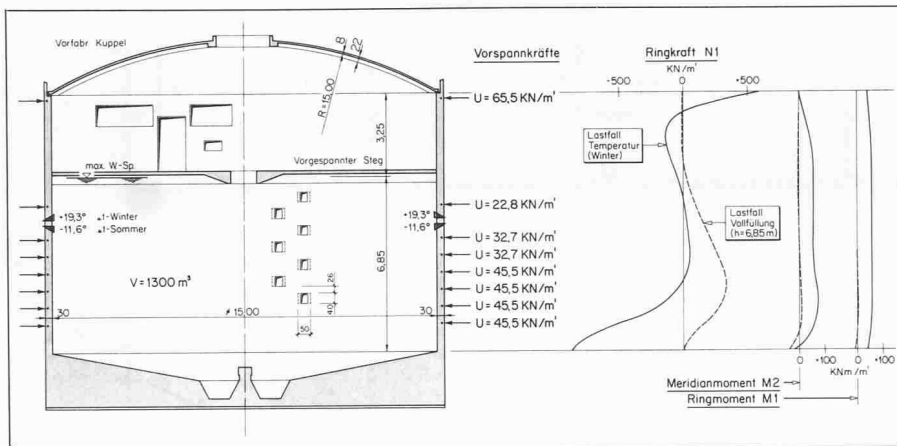 Vorfabr Kuppel
8
22
R = 15.00
3,25
max. W-Sp.
Vorgespannter Steg
+19,3° ▵t-Winter
-11,6° ▵t-Sommer
+19,3°
-11,6°
V = 1300 m³
6,85
26
40
50
30
⌀ 15,00
30
Vorspannkräfte
U = 65,5 KN/m'
U = 22,8 KN/m'
U = 32,7 KN/m'
U = 32,7 KN/m'
U = 45,5 KN/m'
U = 45,5 KN/m'
U = 45,5 KN/m'
U = 45,5 KN/m'
Ringkraft N1
KN/m'
-500 0 +500
Lastfall
Temperatur
(Winter)
Lastfall
Vollfüllung
(h=6,85m)
0 +100 0 +100
KNm/m'
Meridianmoment M2
Ringmoment M1